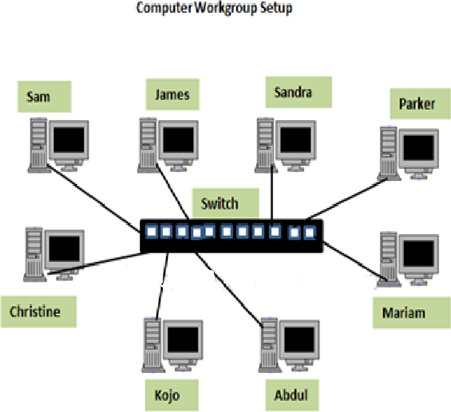 Computer Workgroup Setup
Sam
James
Sandra
Parker
Switch
Christine
Mariam
Kojo
Abdul